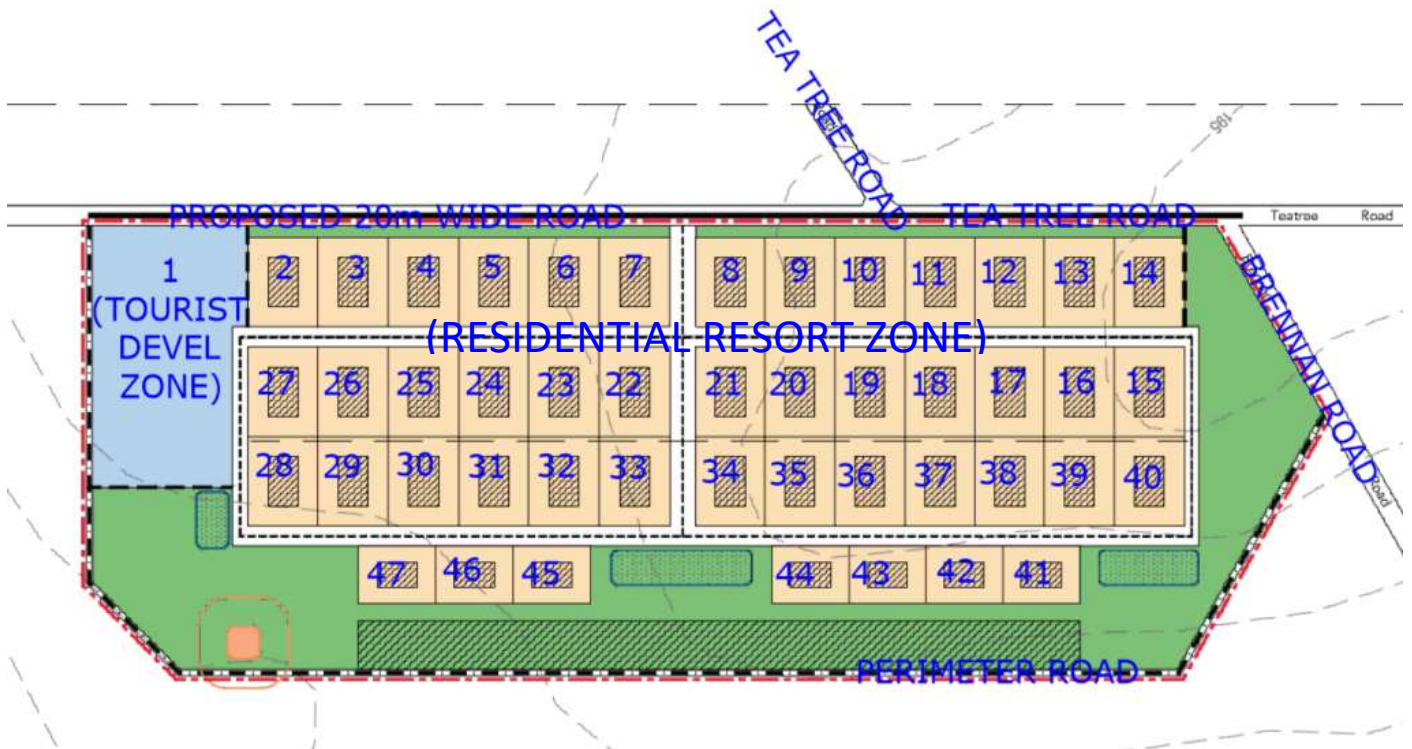 TEA TREE ROAD
Road
195
PROPOSED 20m WIDE ROAD
TEA TREE ROAD
Teatree Road
1
(TOURIST
DEVEL
ZONE)
2 3 4 5 6 7 8 9 10 11 12 13 14
BRENNAN ROAD
Road
(RESIDENTIAL RESORT ZONE)
27 26 25 24 23 22 21 20 19 18 17 16 15
28 29 30 31 32 33 34 35 36 37 38 39 40
47 46 45 44 43 42 41
PERIMETER ROAD